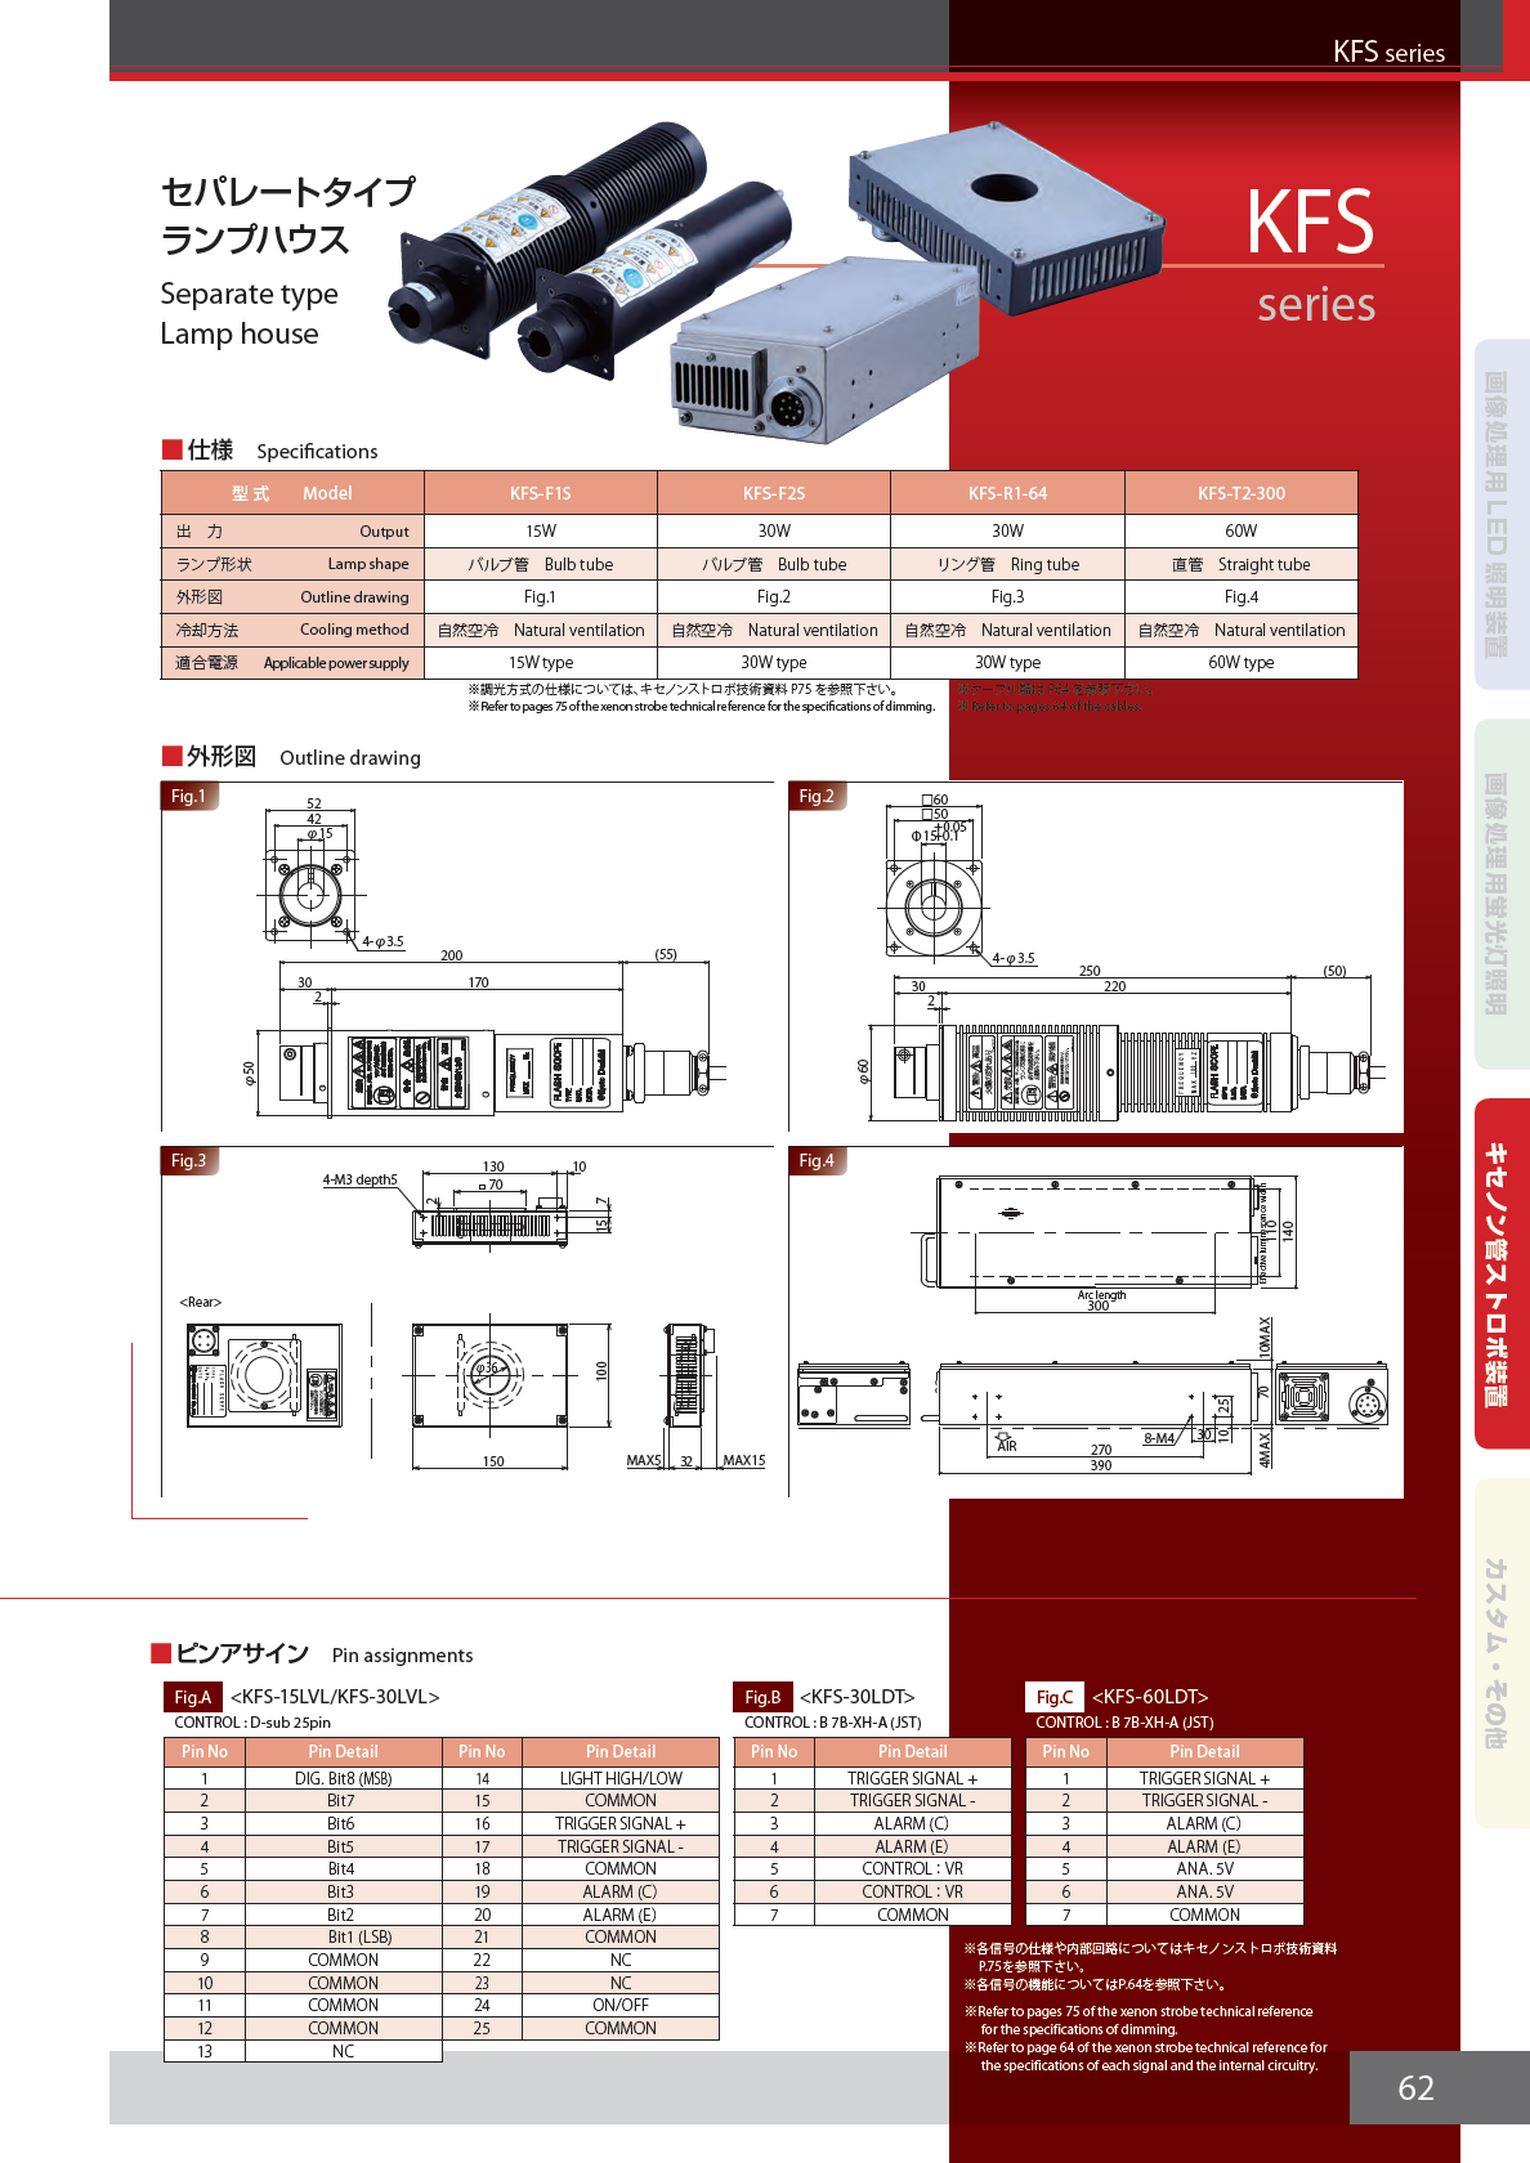 KFS series
セパレートタイプ
ランプハウス
Separate type
Lamp house
KFS
series
■仕様 Specifications
型 式 Model KFS-F1S KFS-F2S KFS-R1-64 KFS-T2-300
出 力 Output 15W 30W 30W 60W
ランプ形状 Lamp shape バルブ管 Bulb tube バルブ管 Bulb tube リング管 Ring tube 直管 Straight tube
外形図 Outline drawing Fig.1 Fig.2 Fig.3 Fig.4
冷却方法 Cooling method 自然空冷 Natural ventilation 自然空冷 Natural ventilation 自然空冷 Natural ventilation 自然空冷 Natural ventilation
適合電源 Applicable power supply 15W type 30W type 30W type 60W type
※調光方式の仕様については、キセノンストロボ技術資料 P75 を参照下さい。
※Refer to pages 75 of the xenon strobe technical reference for the specifications of dimming.
※ケーブル類は P64 を参照下さい。
※Refer to pages 64 of the cables.
■外形図 Outline drawing
Fig.1
52
42
φ15
4-φ3.5
200
(55)
30
170
2
φ50
FLASH SCOPE
Fig.2
□60
□50
Φ15 +0.05 +0.1
4-φ3.5
250
(50)
30
220
2
φ60
FREQUENCY
FLASH SCOPE
Fig.3
4-M3 depth5
130
10
□70
2
7
15
<Rear>
φ36
100
150
MAX5
32
MAX15
Fig.4
Effective luminescence width
110
140
Arc length
300
10MAX
70
4MAX
25
10
30
8-M4
AIR
270
390
■ピンアサイン Pin assignments
Fig.A <KFS-15LVL/KFS-30LVL>
CONTROL : D-sub 25pin
Pin No Pin Detail Pin No Pin Detail
1 DIG. Bit8 (MSB) 14 LIGHT HIGH/LOW
2 Bit7 15 COMMON
3 Bit6 16 TRIGGER SIGNAL +
4 Bit5 17 TRIGGER SIGNAL -
5 Bit4 18 COMMON
6 Bit3 19 ALARM (C)
7 Bit2 20 ALARM (E)
8 Bit1 (LSB) 21 COMMON
9 COMMON 22 NC
10 COMMON 23 NC
11 COMMON 24 ON/OFF
12 COMMON 25 COMMON
13 NC
Fig.B <KFS-30LDT>
CONTROL : B 7B-XH-A (JST)
Pin No Pin Detail
1 TRIGGER SIGNAL +
2 TRIGGER SIGNAL -
3 ALARM (C)
4 ALARM (E)
5 CONTROL : VR
6 CONTROL : VR
7 COMMON
Fig.C <KFS-60LDT>
CONTROL : B 7B-XH-A (JST)
Pin No Pin Detail
1 TRIGGER SIGNAL +
2 TRIGGER SIGNAL -
3 ALARM (C)
4 ALARM (E)
5 ANA. 5V
6 ANA. 5V
7 COMMON
※各信号の仕様や内部回路についてはキセノンストロボ技術資料
P.75を参照下さい。
※各信号の機能についてはP.64を参照下さい。
※Refer to pages 75 of the xenon strobe technical reference
for the specifications of dimming.
※Refer to page 64 of the xenon strobe technical reference for
the specifications of each signal and the internal circuitry.
画像処理用 LED 照明装置
画像処理用蛍光灯照明
キセノン管ストロボ装置
カスタム・その他
62